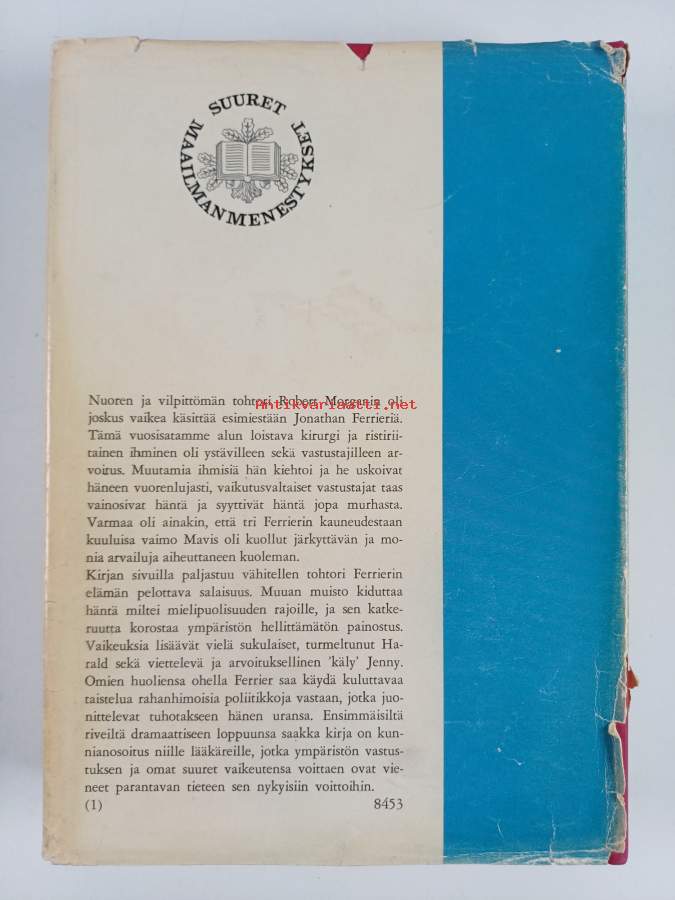 SUURET
MAAILMANMENESTYKSET
Nuoren ja vilpittömän tohtori Robert Morganin oli
Antikvariaatti.net
joskus vaikea käsittää esimiestään Jonathan Ferrieriä.
Tämä vuosisatamme alun loistava kirurgi ja ristirii-
tainen ihminen oli ystävilleen sekä vastustajilleen ar-
voitus. Muutamia ihmisiä hän kiehtoi ja he uskoivat
häneen vuorenlujasti, vaikutusvaltaiset vastustajat taas
vainosivat häntä ja syyttivät häntä jopa murhasta.
Varmaa oli ainakin, että tri Ferrierin kauneudestaan
kuuluisa vaimo Mavis oli kuollut järkyttävän ja mo-
nia arvailuja aiheuttaneen kuoleman.
Kirjan sivuilla paljastuu vähitellen tohtori Ferrierin
elämän pelottava salaisuus. Muuan muisto kiduttaa
häntä miltei mielipuolisuuden rajoille, ja sen katke-
ruutta korostaa ympäristön hellittämätön painostus.
Vaikeuksia lisäävät vielä sukulaiset, turmeltunut Ha-
rald sekä viettelevä ja arvoituksellinen 'käly' Jenny.
Omien huoliensa ohella Ferrier saa käydä kuluttavaa
taistelua rahanhimoisia poliitikkoja vastaan, jotka juo-
nittelevat tuhotakseen hänen uransa. Ensimmäisiltä
riveiltä dramaattiseen loppuunsa saakka kirja on kun-
nianosoitus niille lääkäreille, jotka ympäristön vastus-
tuksen ja omat suuret vaikeutensa voittaen ovat vie-
neet parantavan tieteen sen nykyisiin voittoihin.
(1) 8453